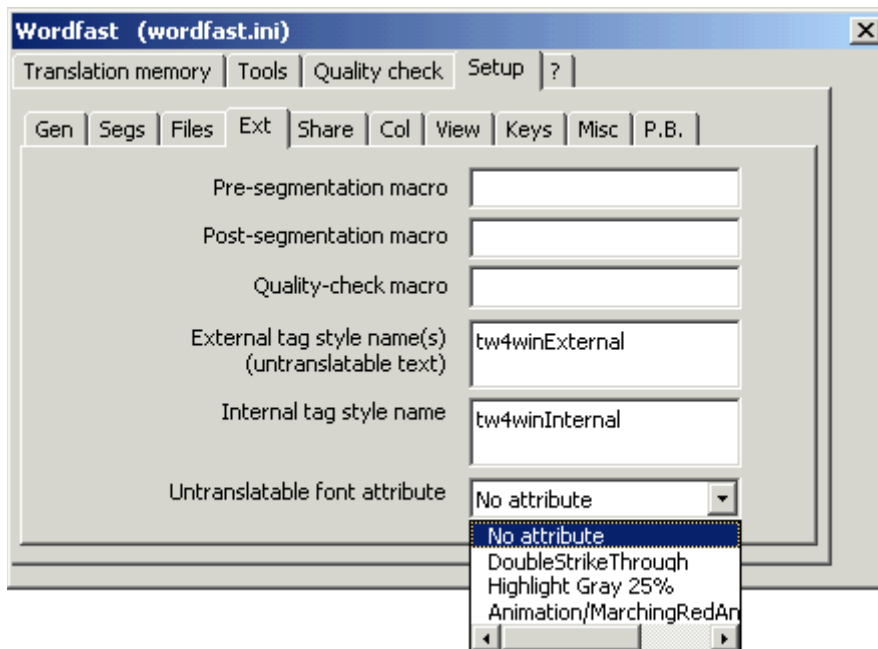 Wordfast (wordfast.ini)
Translation memory Tools Quality check Setup ?
Gen Segs Files Ext Share Col View Keys Misc P.B.
Pre-segmentation macro
Post-segmentation macro
Quality-check macro
External tag style name(s) tw4winExternal
(untranslatable text)
Internal tag style name tw4winInternal
Untranslatable font attribute No attribute
No attribute
DoubleStrikeThrough
Highlight Gray 25%
Animation/MarchingRedAn